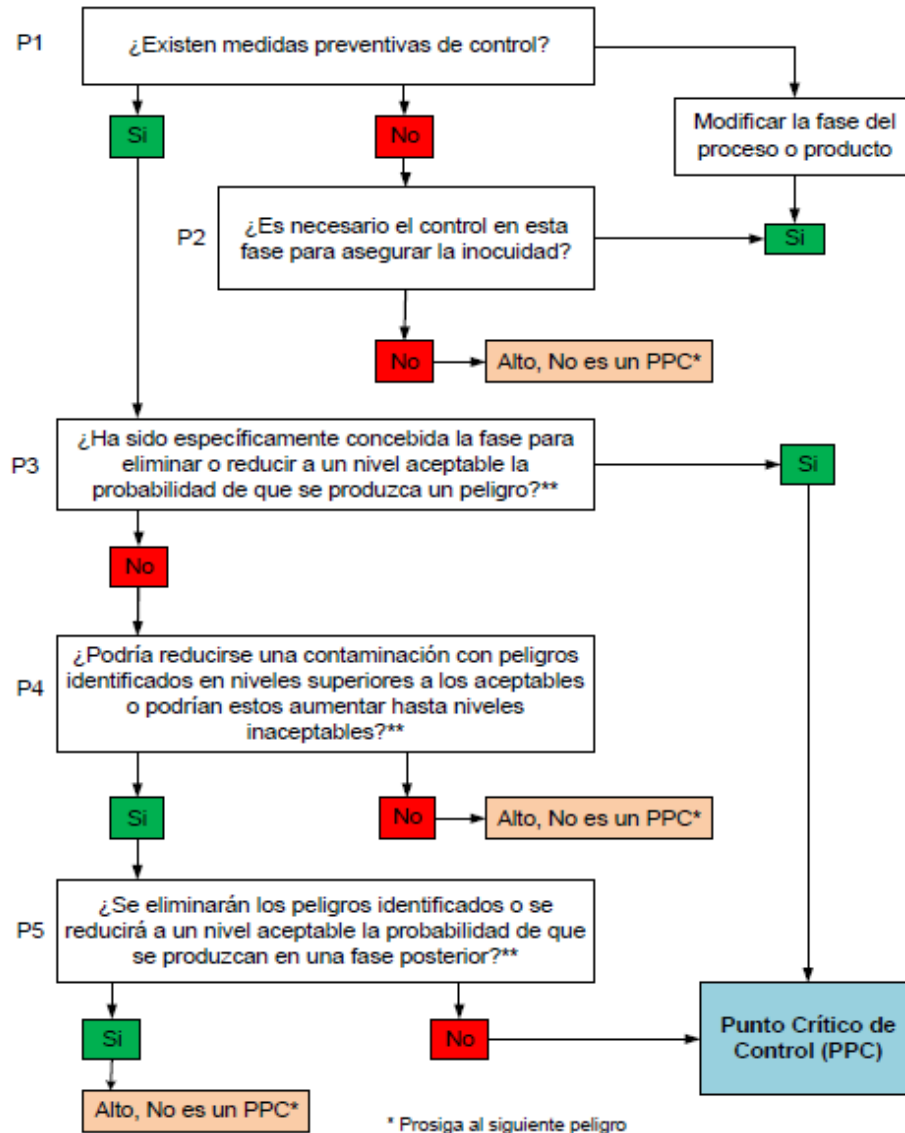 P1
¿Existen medidas preventivas de control?
Si
No
Modificar la fase del
proceso o producto
P2
¿Es necesario el control en esta
fase para asegurar la inocuidad?
Si
No
Alto, No es un PPC*
P3
¿Ha sido específicamente concebida la fase para
eliminar o reducir a un nivel aceptable la
probabilidad de que se produzca un peligro?**
Si
No
P4
¿Podría reducirse una contaminación con peligros
identificados en niveles superiores a los aceptables
o podrían estos aumentar hasta niveles
inaceptables?**
Si
No
Alto, No es un PPC*
P5
¿Se eliminarán los peligros identificados o se
reducirá a un nivel aceptable la probabilidad de que
se produzcan en una fase posterior?**
Si
No
Punto Crítico de
Control (PPC)
Alto, No es un PPC*
* Prosiga al siguiente peligro